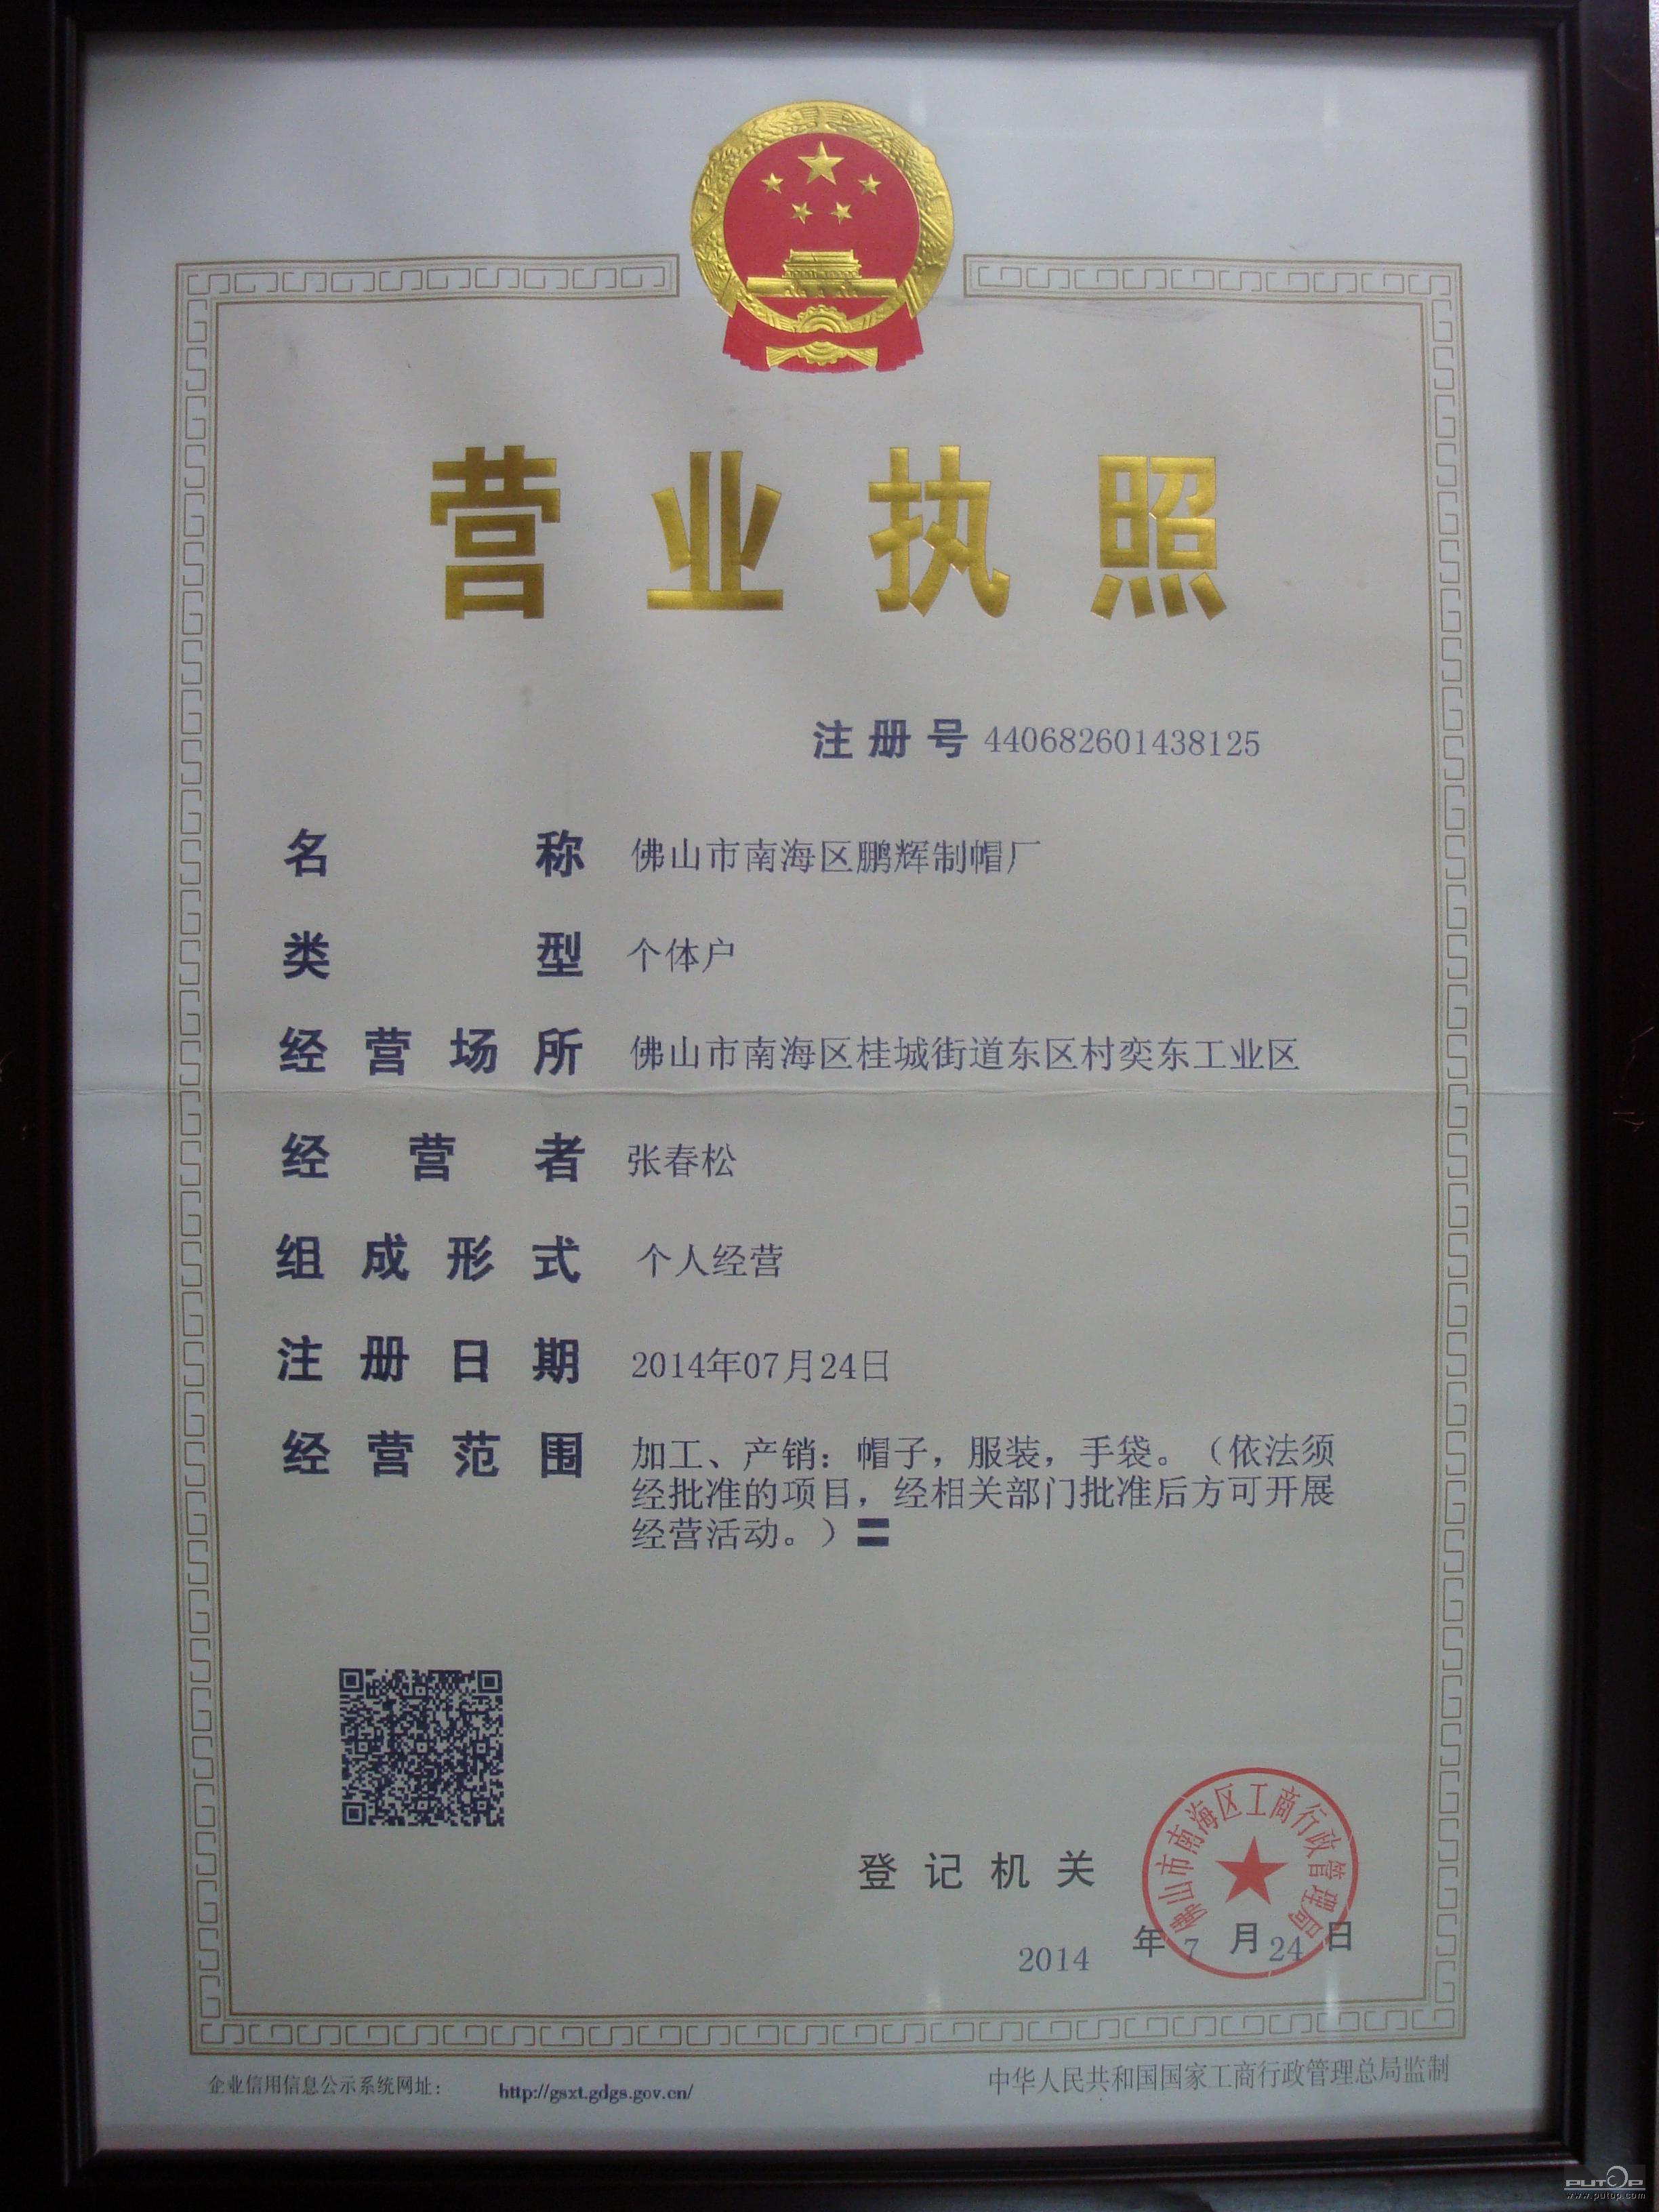 营业执照
注册号 440682601438125
名称 佛山市南海区鹏辉制帽厂
类型 个体户
经营场所 佛山市南海区桂城街道东区村奕东工业区
经营者 张春松
组成形式 个人经营
注册日期 2014年07月24日
经营范围 加工、产销：帽子，服装，手袋。（依法须
经批准的项目，经相关部门批准后方可开展
经营活动。）〓
登记机关
佛山市南海区工商行政管理局
2014 年 7 月 24 日
企业信用信息公示系统网址： http://gsxt.gdgs.gov.cn/
中华人民共和国国家工商行政管理总局监制
PUTOP
www.putop.com